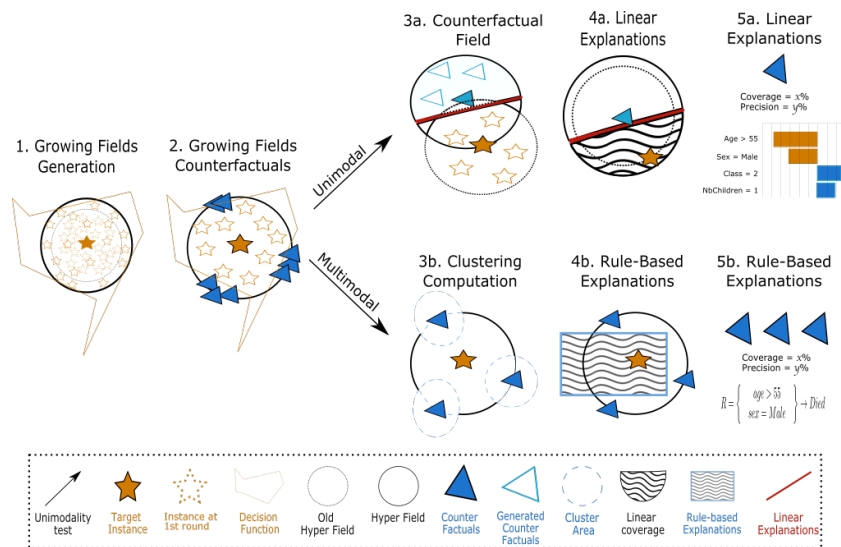 3a. Counterfactual
Field
4a. Linear
Explanations
5a. Linear
Explanations
Coverage = x%
Precision = y%
1. Growing Fields
Generation
2. Growing Fields
Counterfactuals
Unimodal
Age > 55
Sex = Male
Class = 2
NbChildren = 1
Multimodal
3b. Clustering
Computation
4b. Rule-Based
Explanations
5b. Rule-Based
Explanations
Coverage = x%
Precision = y%
R = { age > 55
sex = Male } → Died
Unimodality
test
Target
Instance
Instance at
1st round
Decision
Function
Old
Hyper Field
Hyper Field
Counter
Factuals
Generated
Counter
Factuals
Cluster
Area
Linear
coverage
Rule-based
Explanations
Linear
Explanations